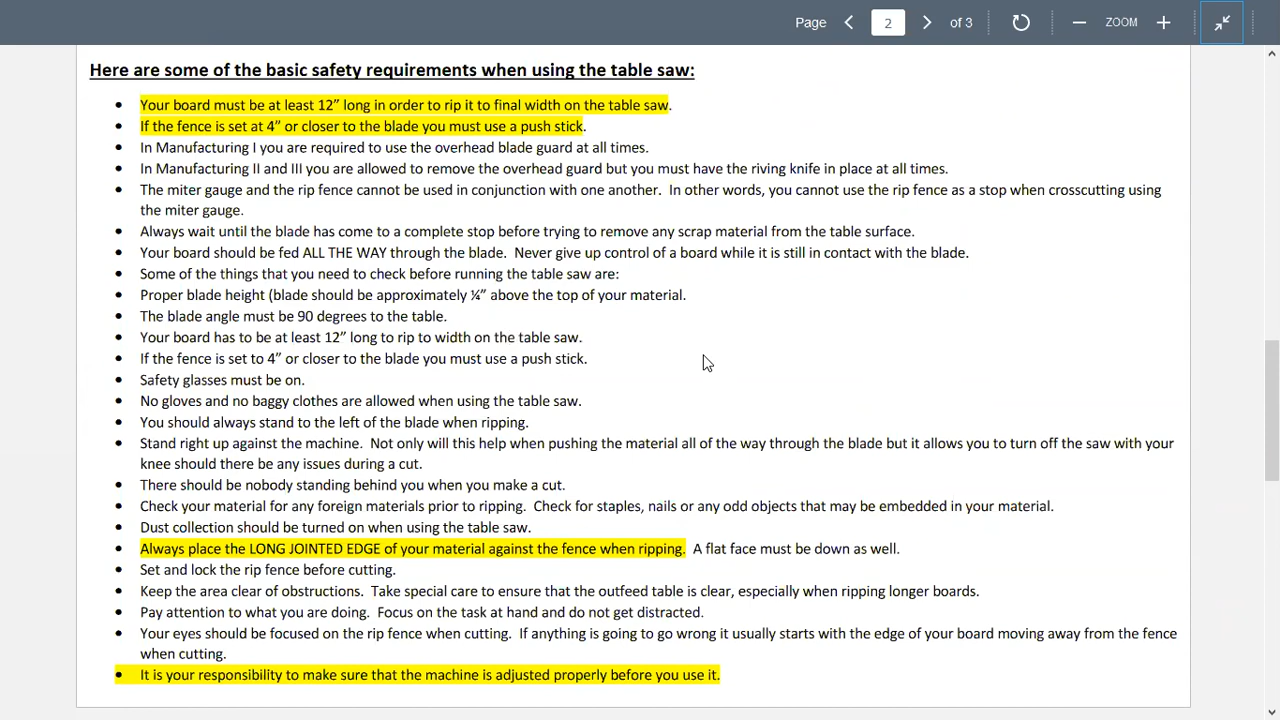 Page 2 of 3 ZOOM
Here are some of the basic safety requirements when using the table saw:
• Your board must be at least 12” long in order to rip it to final width on the table saw.
• If the fence is set at 4” or closer to the blade you must use a push stick.
• In Manufacturing I you are required to use the overhead blade guard at all times.
• In Manufacturing II and III you are allowed to remove the overhead guard but you must have the riving knife in place at all times.
• The miter gauge and the rip fence cannot be used in conjunction with one another. In other words, you cannot use the rip fence as a stop when crosscutting using
the miter gauge.
• Always wait until the blade has come to a complete stop before trying to remove any scrap material from the table surface.
• Your board should be fed ALL THE WAY through the blade. Never give up control of a board while it is still in contact with the blade.
• Some of the things that you need to check before running the table saw are:
• Proper blade height (blade should be approximately ¼” above the top of your material.
• The blade angle must be 90 degrees to the table.
• Your board has to be at least 12” long to rip to width on the table saw.
• If the fence is set to 4” or closer to the blade you must use a push stick.
• Safety glasses must be on.
• No gloves and no baggy clothes are allowed when using the table saw.
• You should always stand to the left of the blade when ripping.
• Stand right up against the machine. Not only will this help when pushing the material all of the way through the blade but it allows you to turn off the saw with your
knee should there be any issues during a cut.
• There should be nobody standing behind you when you make a cut.
• Check your material for any foreign materials prior to ripping. Check for staples, nails or any odd objects that may be embedded in your material.
• Dust collection should be turned on when using the table saw.
• Always place the LONG JOINTED EDGE of your material against the fence when ripping. A flat face must be down as well.
• Set and lock the rip fence before cutting.
• Keep the area clear of obstructions. Take special care to ensure that the outfeed table is clear, especially when ripping longer boards.
• Pay attention to what you are doing. Focus on the task at hand and do not get distracted.
• Your eyes should be focused on the rip fence when cutting. If anything is going to go wrong it usually starts with the edge of your board moving away from the fence
when cutting.
• It is your responsibility to make sure that the machine is adjusted properly before you use it.